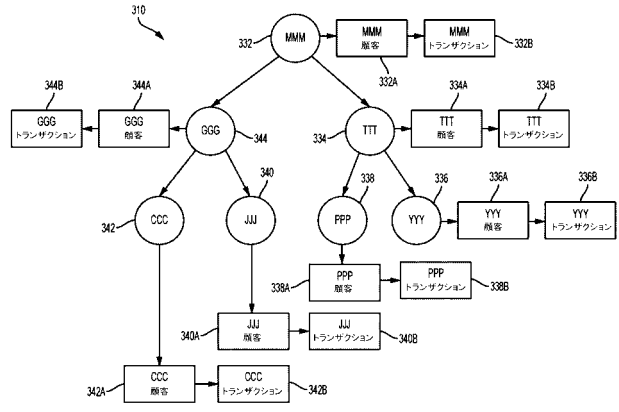 310
332
MMM
MMM
顧客
332A
MMM
トランザクション
332B
344B
344A
GGG
トランザクション
GGG
顧客
GGG
344
334
TTT
334A
TTT
顧客
334B
TTT
トランザクション
342
CCC
340
JJJ
338
PPP
336
YYY
336A
YYY
顧客
336B
YYY
トランザクション
338A
PPP
顧客
PPP
トランザクション
338B
340A
JJJ
顧客
JJJ
トランザクション
340B
342A
CCC
顧客
CCC
トランザクション
342B